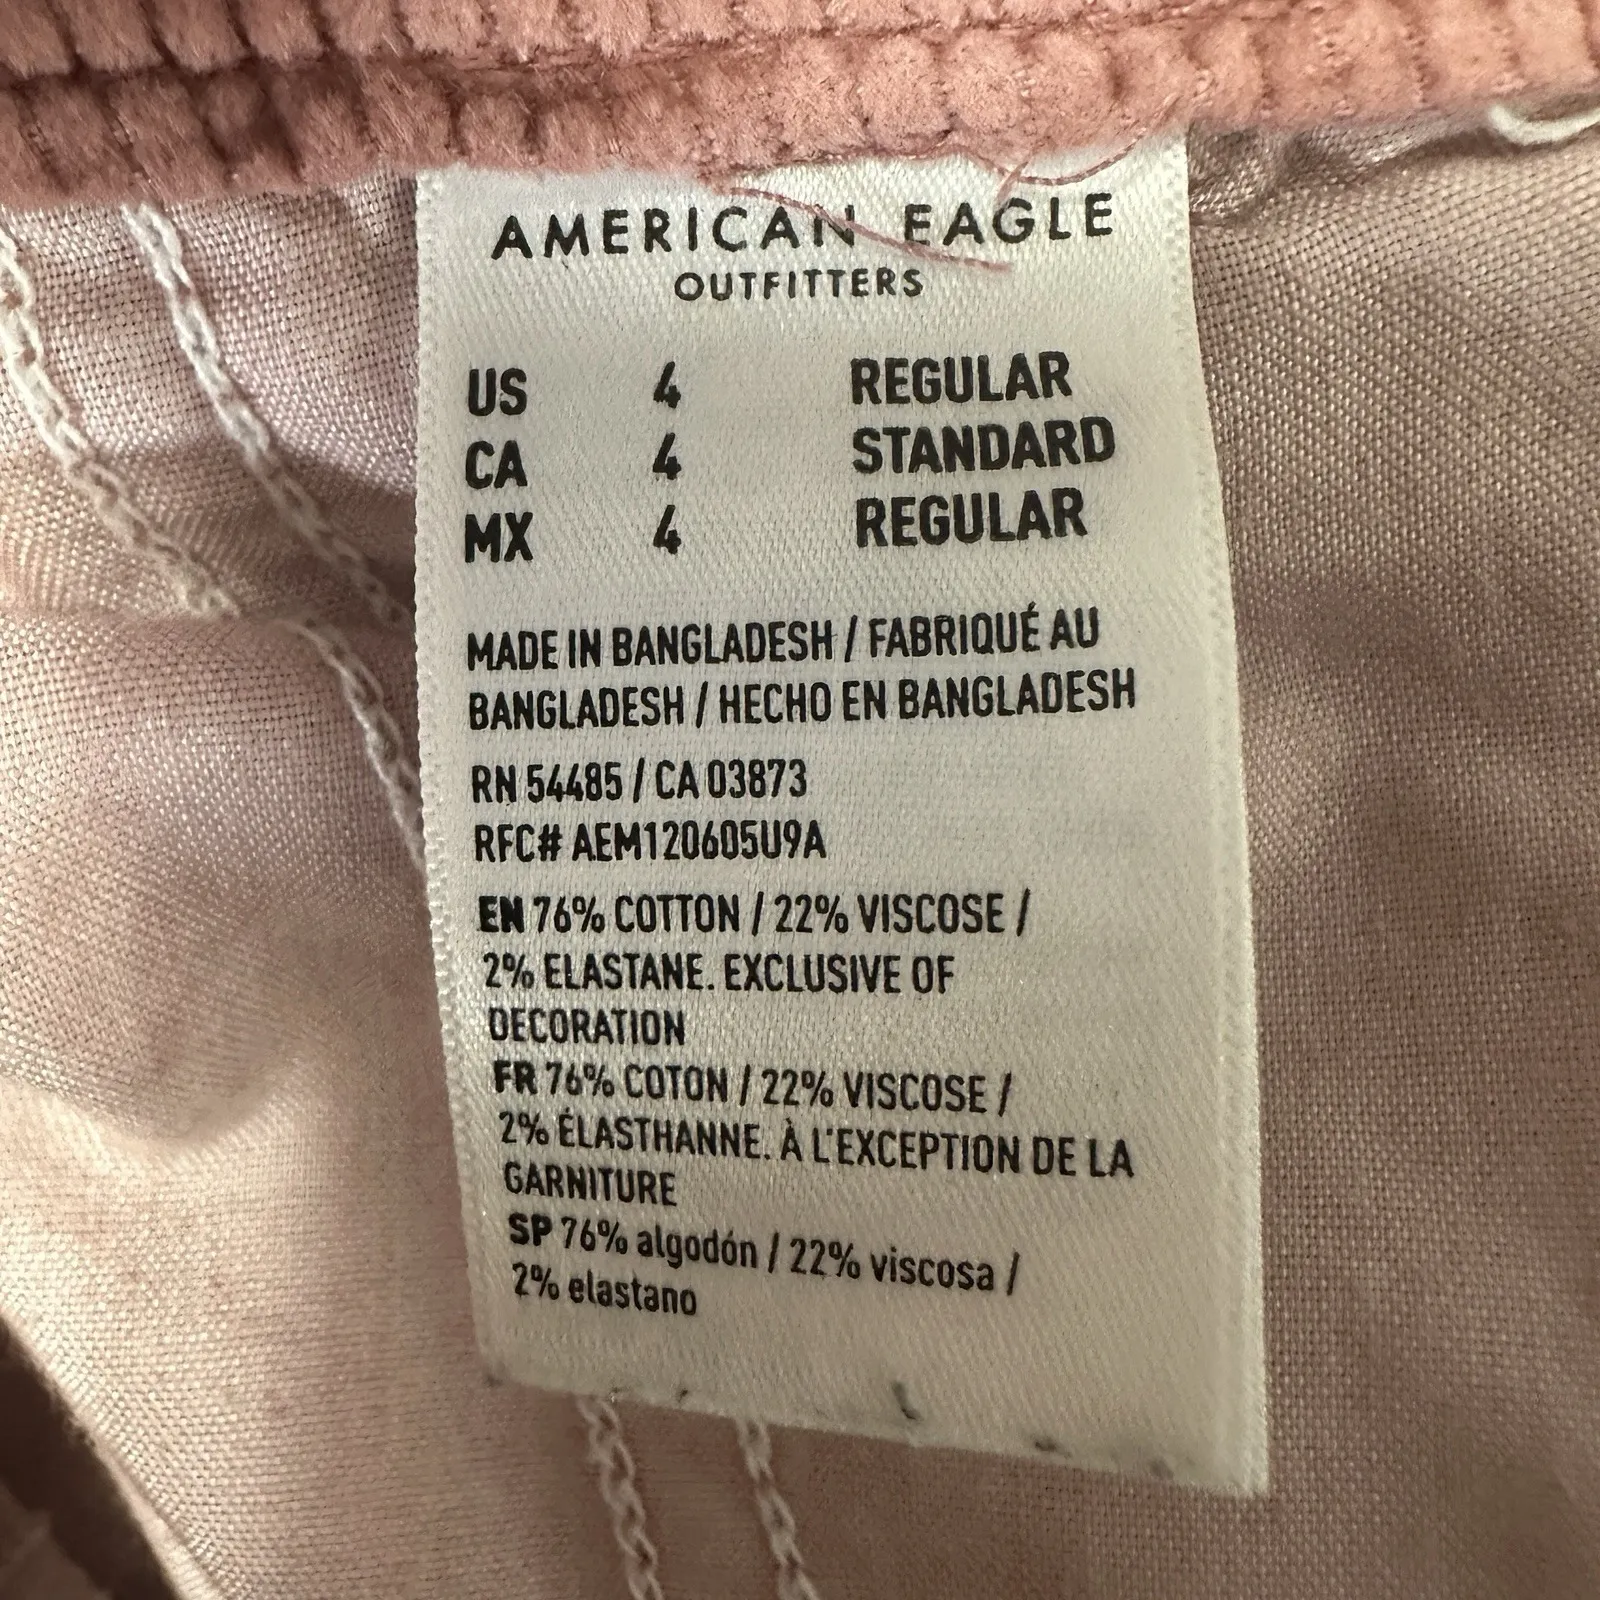 AMERICAN EAGLE
OUTFITTERS
US 4 REGULAR
CA 4 STANDARD
MX 4 REGULAR
MADE IN BANGLADESH / FABRIQUÉ AU
BANGLADESH / HECHO EN BANGLADESH
RN 54485 / CA 03873
RFC# AEM120605U9A
EN 76% COTTON / 22% VISCOSE /
2% ELASTANE. EXCLUSIVE OF
DECORATION
FR 76% COTON / 22% VISCOSE /
2% ÉLASTHANNE. À L'EXCEPTION DE LA
GARNITURE
SP 76% algodón / 22% viscosa /
2% elastano